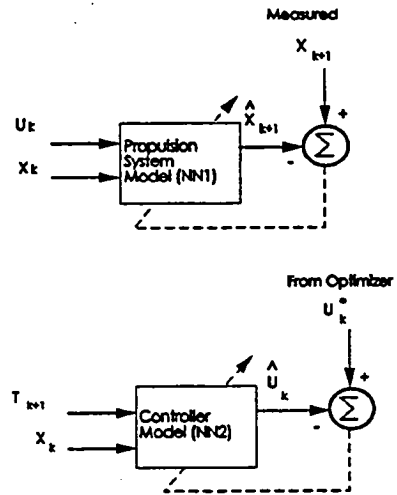 Measured
X k+1
+
X̂ k+1
U k
X k
Propulsion
System
Model (NN1)
Σ
-
From Optimizer
U k *
+
Û k
T k+1
X k
Controller
Model (NN2)
Σ
-